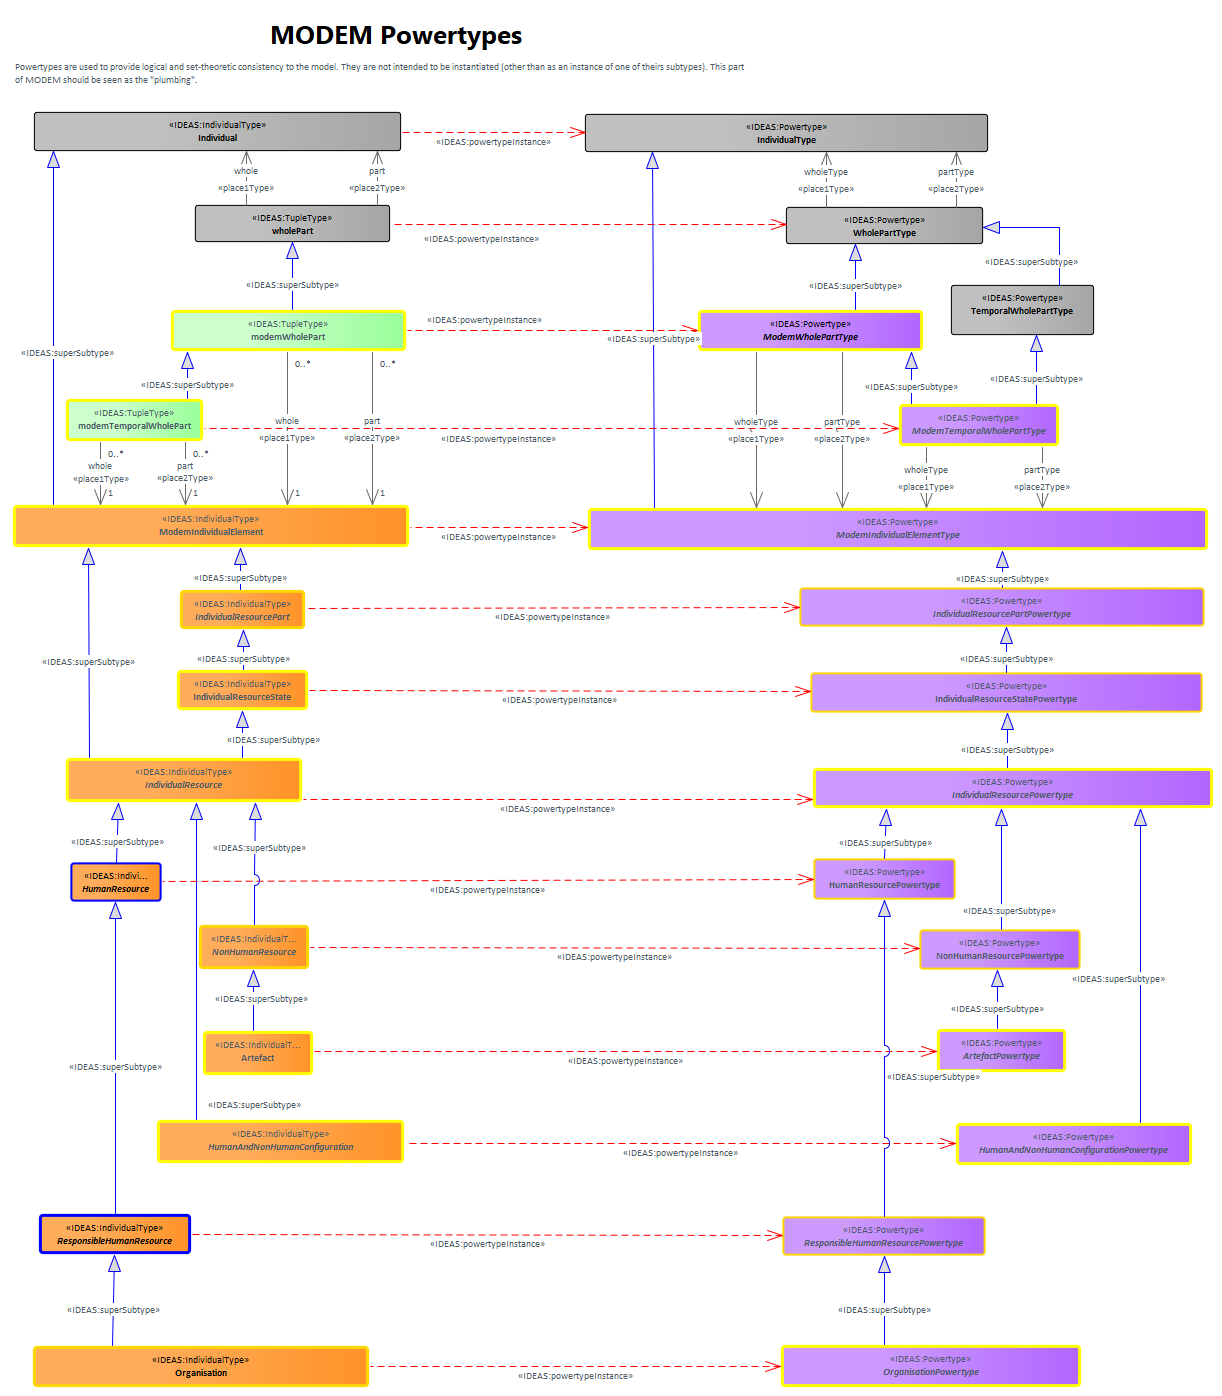 MODEM Powertypes
Powertypes are used to provide logical and set-theoretic consistency to the model. They are not intended to be instantiated (other than as an instance of one of theirs subtypes). This part
of MODEM should be seen as the "plumbing".
«IDEAS:IndividualType»
Individual
«IDEAS:powertypeInstance»
«IDEAS:Powertype»
IndividualType
whole
«place1Type»
part
«place2Type»
wholeType
«place1Type»
partType
«place2Type»
«IDEAS:TupleType»
wholePart
«IDEAS:powertypeInstance»
«IDEAS:Powertype»
WholePartType
«IDEAS:superSubtype»
«IDEAS:superSubtype»
«IDEAS:superSubtype»
«IDEAS:Powertype»
TemporalWholePartType
«IDEAS:TupleType»
modemWholePart
«IDEAS:powertypeInstance»
«IDEAS:Powertype»
ModemWholePartType
«IDEAS:superSubtype»
«IDEAS:superSubtype»
0..*
0..*
«IDEAS:superSubtype»
«IDEAS:superSubtype»
«IDEAS:superSubtype»
«IDEAS:TupleType»
modemTemporalWholePart
«IDEAS:powertypeInstance»
«IDEAS:Powertype»
ModemTemporalWholePartType
whole
«place1Type»
part
«place2Type»
wholeType
«place1Type»
partType
«place2Type»
0..*
whole
«place1Type»
1
0..*
part
«place2Type»
1
1
1
wholeType
«place1Type»
partType
«place2Type»
«IDEAS:IndividualType»
ModemIndividualElement
«IDEAS:powertypeInstance»
«IDEAS:Powertype»
ModemIndividualElementType
«IDEAS:superSubtype»
«IDEAS:superSubtype»
«IDEAS:IndividualType»
IndividualResourcePart
«IDEAS:powertypeInstance»
«IDEAS:Powertype»
IndividualResourcePartPowertype
«IDEAS:superSubtype»
«IDEAS:superSubtype»
«IDEAS:superSubtype»
«IDEAS:IndividualType»
IndividualResourceState
«IDEAS:powertypeInstance»
«IDEAS:Powertype»
IndividualResourceStatePowertype
«IDEAS:superSubtype»
«IDEAS:superSubtype»
«IDEAS:IndividualType»
IndividualResource
«IDEAS:powertypeInstance»
«IDEAS:Powertype»
IndividualResourcePowertype
«IDEAS:superSubtype»
«IDEAS:superSubtype»
«IDEAS:superSubtype»
«IDEAS:Indivi...
HumanResource
«IDEAS:powertypeInstance»
«IDEAS:Powertype»
HumanResourcePowertype
«IDEAS:superSubtype»
«IDEAS:IndividualT...
NonHumanResource
«IDEAS:powertypeInstance»
«IDEAS:Powertype»
NonHumanResourcePowertype
«IDEAS:superSubtype»
«IDEAS:superSubtype»
«IDEAS:superSubtype»
«IDEAS:IndividualT...
Artefact
«IDEAS:powertypeInstance»
«IDEAS:Powertype»
ArtefactPowertype
«IDEAS:superSubtype»
«IDEAS:superSubtype»
«IDEAS:superSubtype»
«IDEAS:IndividualType»
HumanAndNonHumanConfiguration
«IDEAS:powertypeInstance»
«IDEAS:Powertype»
HumanAndNonHumanConfigurationPowertype
«IDEAS:IndividualType»
ResponsibleHumanResource
«IDEAS:powertypeInstance»
«IDEAS:Powertype»
ResponsibleHumanResourcePowertype
«IDEAS:superSubtype»
«IDEAS:superSubtype»
«IDEAS:IndividualType»
Organisation
«IDEAS:powertypeInstance»
«IDEAS:Powertype»
OrganisationPowertype